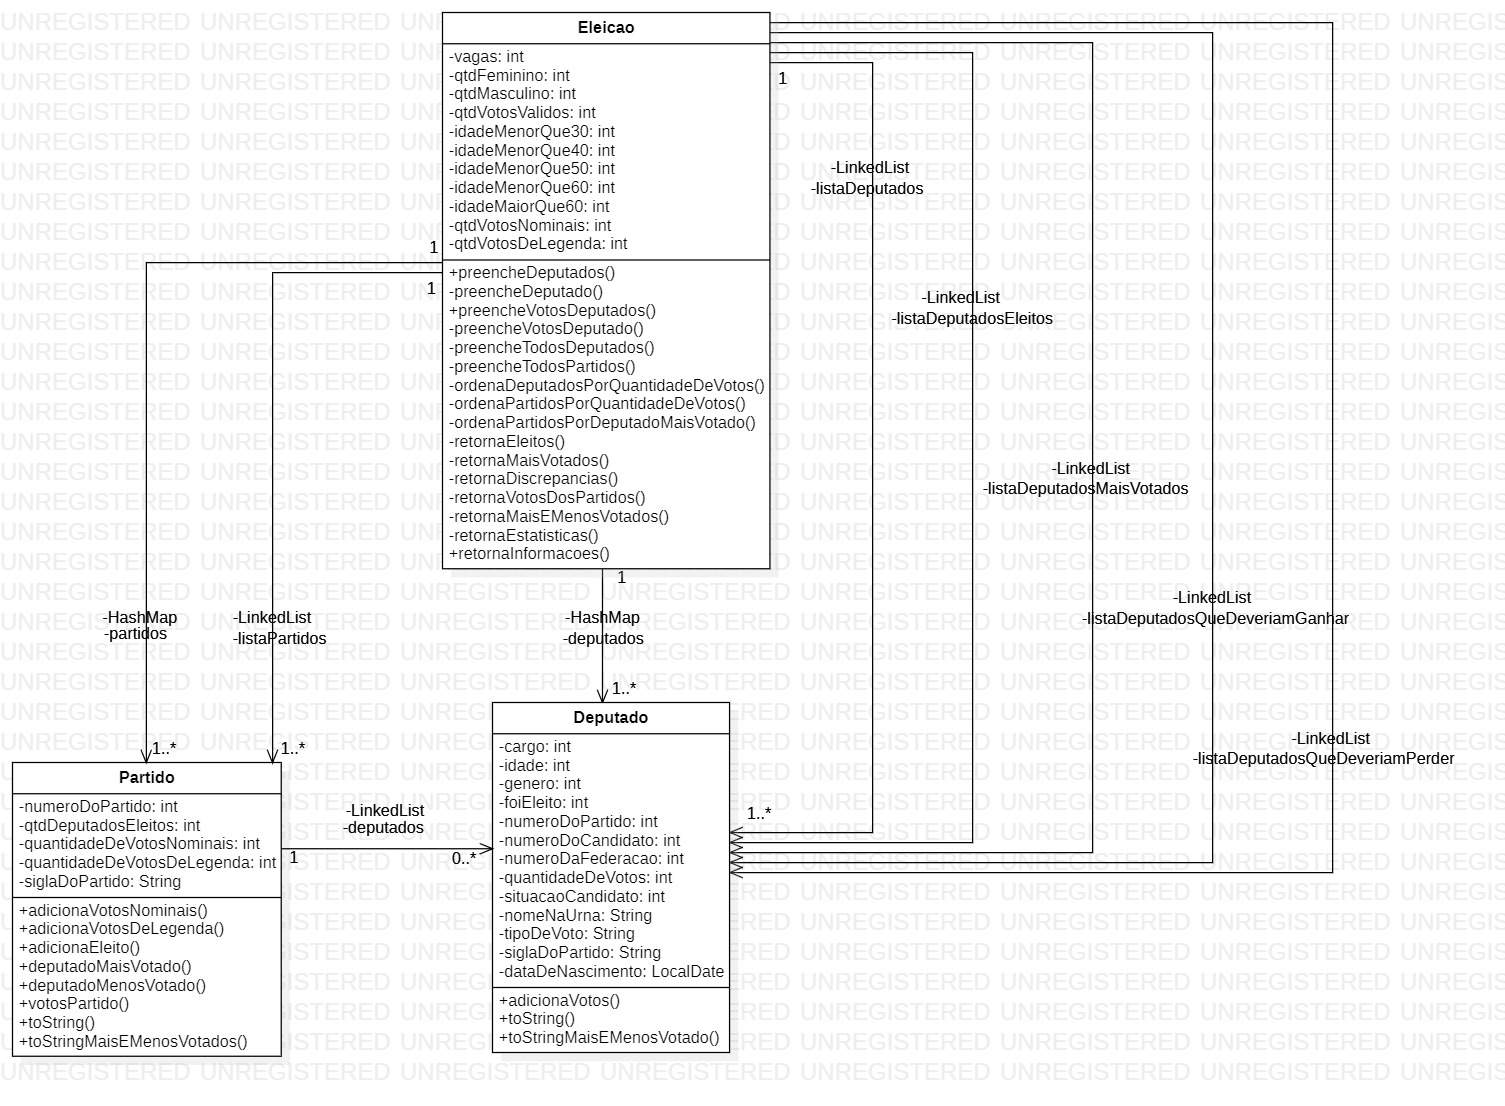 Eleicao
-vagas: int
-qtdFeminino: int
-qtdMasculino: int
-qtdVotosValidos: int
-idadeMenorQue30: int
-idadeMenorQue40: int
-idadeMenorQue50: int
-idadeMenorQue60: int
-idadeMaiorQue60: int
-qtdVotosNominais: int
-qtdVotosDeLegenda: int
+preencheDeputados()
-preencheDeputado()
+preencheVotosDeputados()
-preencheVotosDeputado()
-preencheTodosDeputados()
-preencheTodosPartidos()
-ordenaDeputadosPorQuantidadeDeVotos()
-ordenaPartidosPorQuantidadeDeVotos()
-ordenaPartidosPorDeputadoMaisVotado()
-retornaEleitos()
-retornaMaisVotados()
-retornaDiscrepancias()
-retornaVotosDosPartidos()
-retornaMaisEMenosVotados()
-retornaEstatisticas()
+retornaInformacoes()
1
1
1
1
-LinkedList
-listaDeputados
-LinkedList
-listaDeputadosEleitos
-LinkedList
-listaDeputadosMaisVotados
-LinkedList
-listaDeputadosQueDeveriamGanhar
-LinkedList
-listaDeputadosQueDeveriamPerder
-HashMap
-partidos
-LinkedList
-listaPartidos
-HashMap
-deputados
1..*
1..*
1..*
1..*
Partido
-numeroDoPartido: int
-qtdDeputadosEleitos: int
-quantidadeDeVotosNominais: int
-quantidadeDeVotosDeLegenda: int
-siglaDoPartido: String
+adicionaVotosNominais()
+adicionaVotosDeLegenda()
+adicionaEleito()
+deputadoMaisVotado()
+deputadoMenosVotado()
+votosPartido()
+toString()
+toStringMaisEMenosVotados()
-LinkedList
-deputados
1
0..*
Deputado
-cargo: int
-idade: int
-genero: int
-foiEleito: int
-numeroDoPartido: int
-numeroDoCandidato: int
-numeroDaFederacao: int
-quantidadeDeVotos: int
-situacaoCandidato: int
-nomeNaUrna: String
-tipoDeVoto: String
-siglaDoPartido: String
-dataDeNascimento: LocalDate
+adicionaVotos()
+toString()
+toStringMaisEMenosVotado()
UNREGISTERED